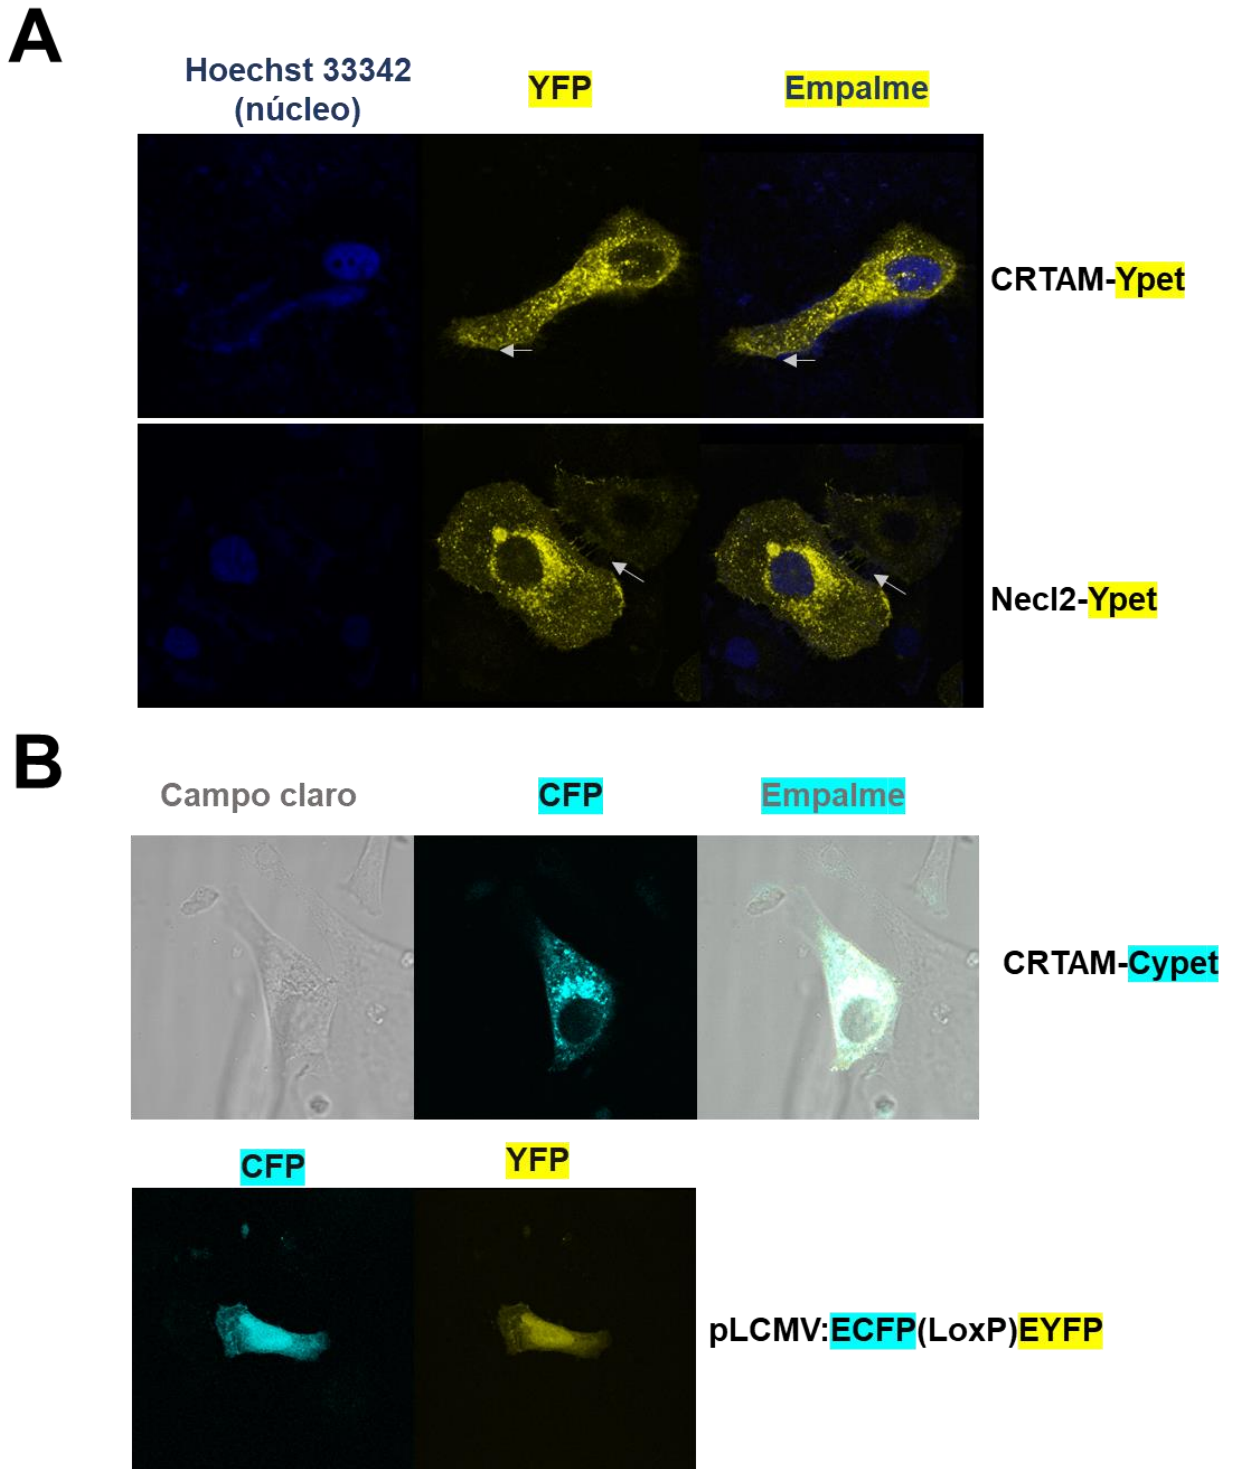 A
Hoechst 33342
(núcleo)
YFP
Empalme
CRTAM-Ypet
Necl2-Ypet
B
Campo claro
CFP
Empalme
CRTAM-Cypet
CFP
YFP
pLCMV:ECFP(LoxP)EYFP